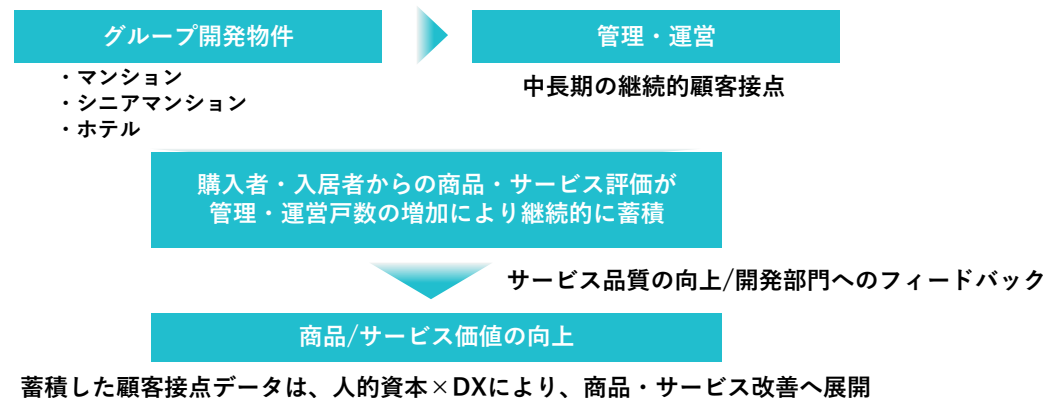 グループ開発物件
管理・運営
・マンション
・シニアマンション
・ホテル
中長期の継続的顧客接点
購入者・入居者からの商品・サービス評価が
管理・運営戸数の増加により継続的に蓄積
サービス品質の向上/開発部門へのフィードバック
商品/サービス価値の向上
蓄積した顧客接点データは、人的資本×DXにより、商品・サービス改善へ展開